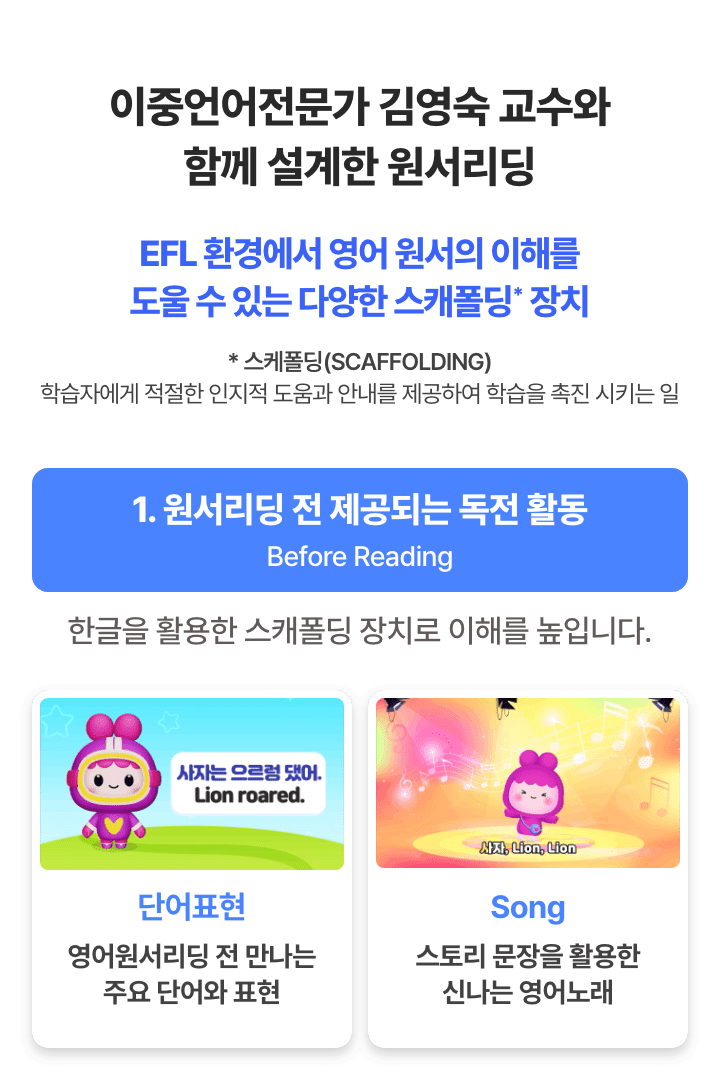 이중언어전문가 김영숙 교수와
함께 설계한 원서리딩
EFL 환경에서 영어 원서의 이해를
도울 수 있는 다양한 스캐폴딩* 장치
* 스케폴딩(SCAFFOLDING)
학습자에게 적절한 인지적 도움과 안내를 제공하여 학습을 촉진 시키는 일
1. 원서리딩 전 제공되는 독전 활동
Before Reading
한글을 활용한 스캐폴딩 장치로 이해를 높입니다.
사자는 으르렁 댔어.
Lion roared.
단어표현
영어원서리딩 전 만나는
주요 단어와 표현
사자, Lion, Lion
Song
스토리 문장을 활용한
신나는 영어노래